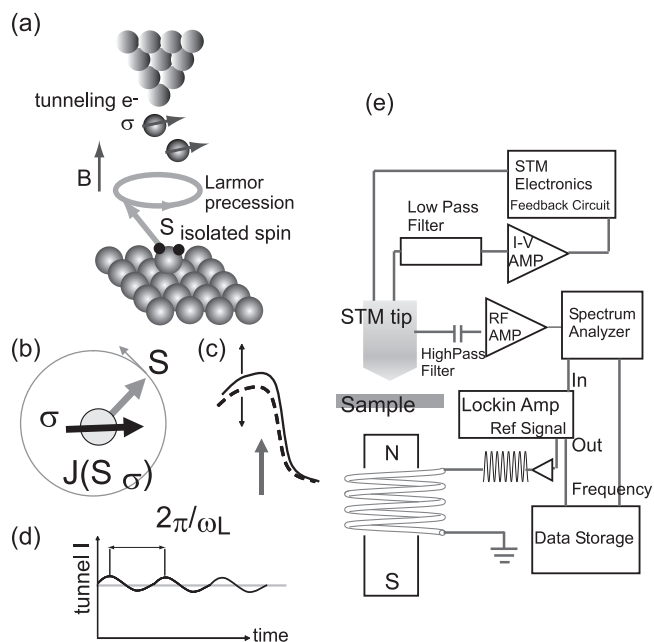 (a)
tunneling e-
σ
B
Larmor
precession
S
isolated spin
(b)
S
σ
J(S σ)
(c)
(d)
2π/ωL
tunnel I
time
(e)
STM
Electronics
Feedback Circuit
Low Pass
Filter
I-V
AMP
STM tip
RF
AMP
HighPass
Filter
Spectrum
Analyzer
In
Sample
Lockin Amp
Ref Signal
Out
N
Frequency
Data Storage
S